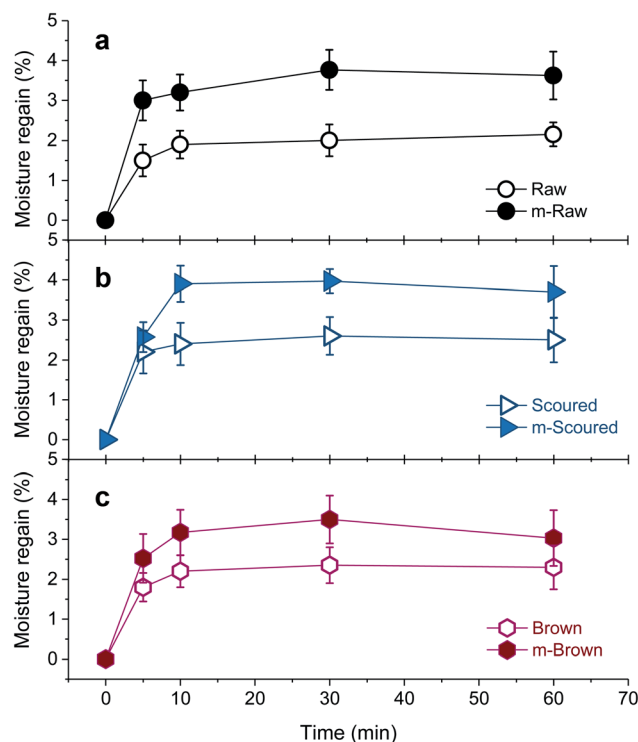 a
Moisture regain (%)
5
4
3
2
1
0
Raw
m-Raw
b
Moisture regain (%)
5
4
3
2
1
0
Scoured
m-Scoured
c
Moisture regain (%)
5
4
3
2
1
0
Brown
m-Brown
0 10 20 30 40 50 60 70
Time (min)